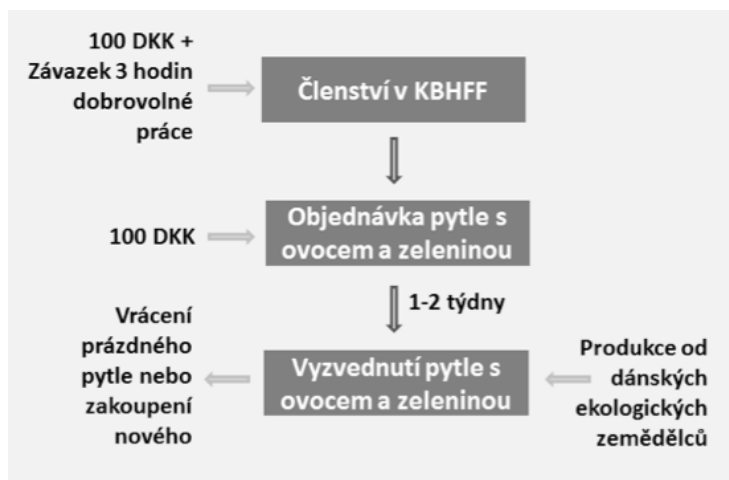 100 DKK +
Závazek 3 hodin
dobrovolné
práce
Členství v KBHFF
100 DKK
Objednávka pytle s
ovocem a zeleninou
1-2 týdny
Vrácení
prázdného
pytle nebo
zakoupení
nového
Vyzvednutí pytle s
ovocem a zeleninou
Produkce od
dánských
ekologických
zemědělců